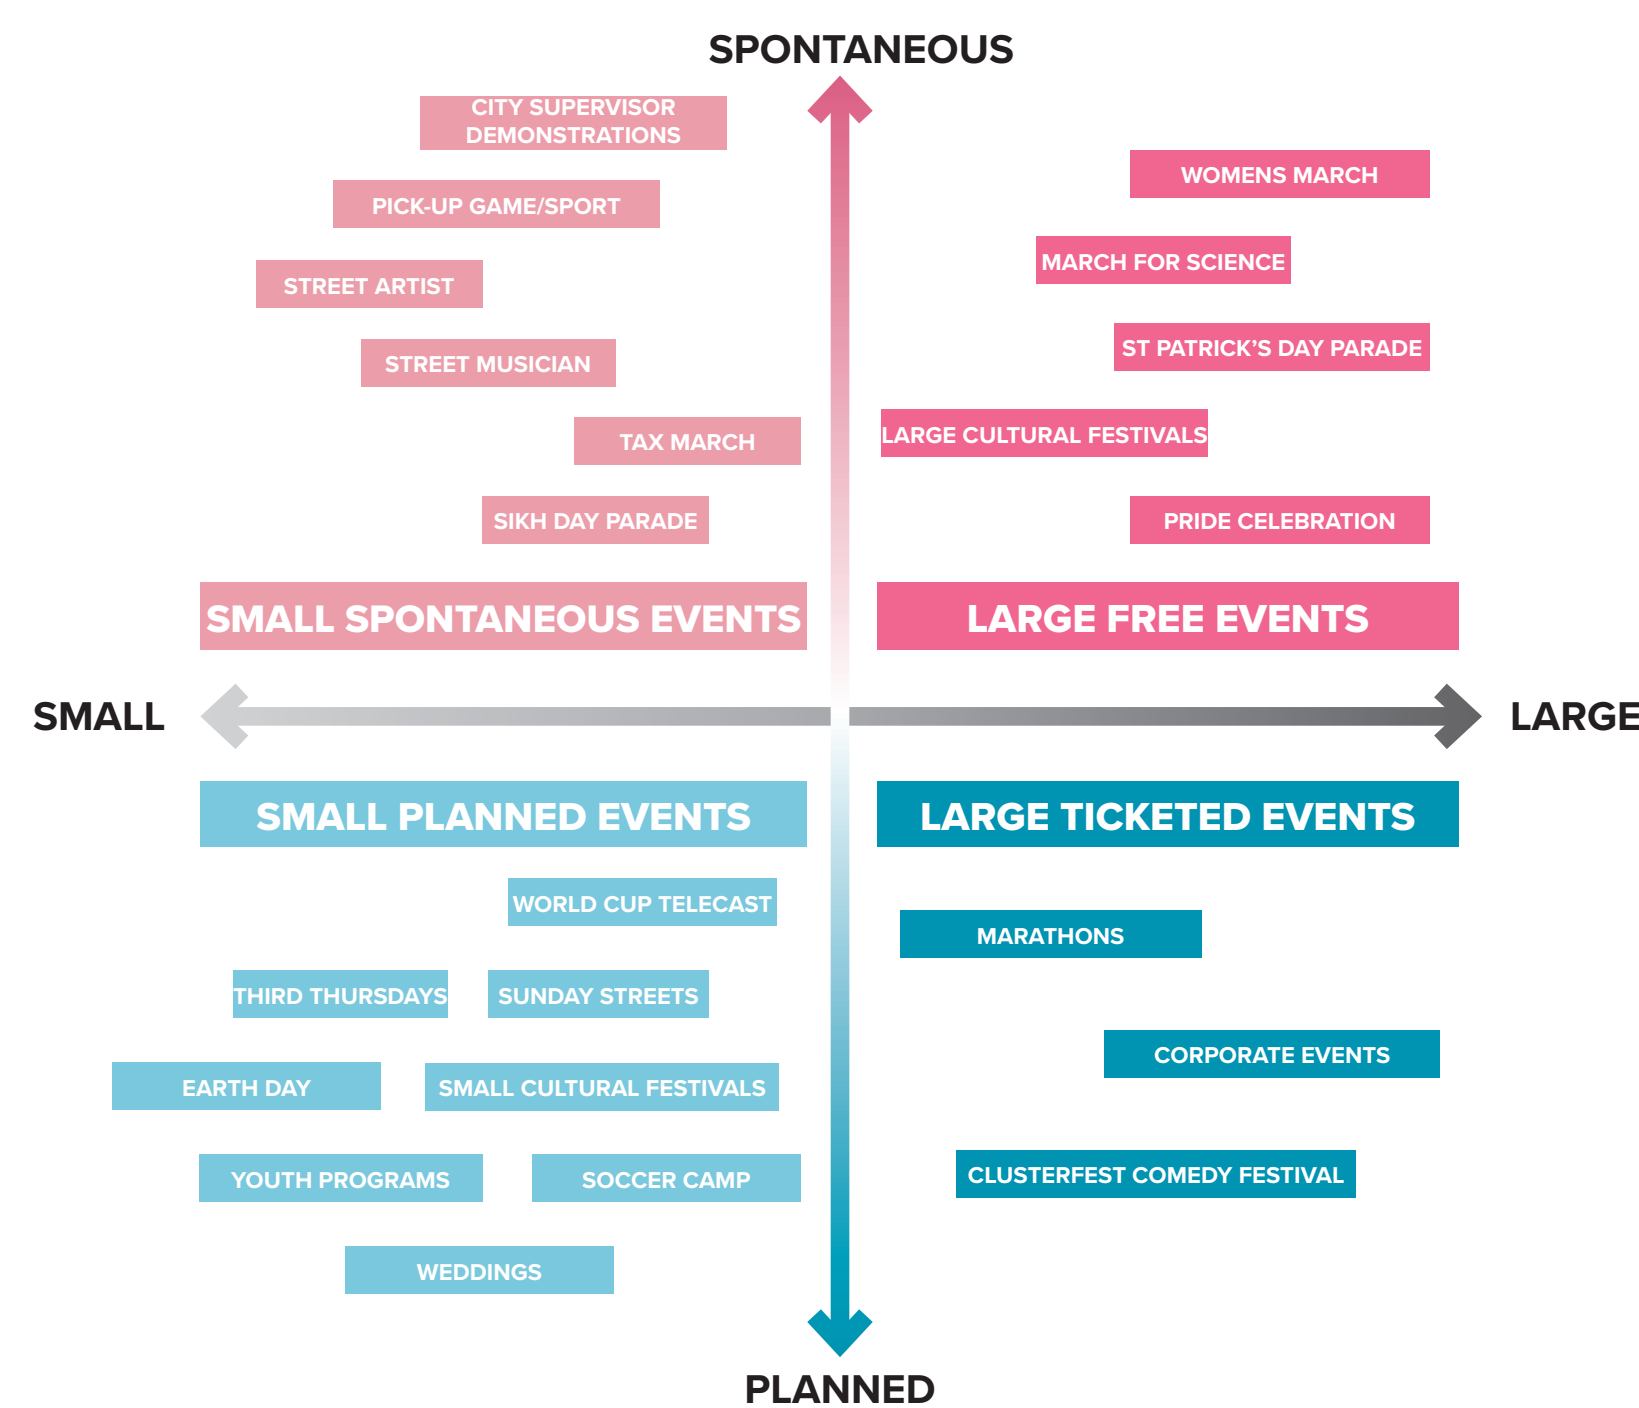 SPONTANEOUS
CITY SUPERVISOR
DEMONSTRATIONS
PICK-UP GAME/SPORT
STREET ARTIST
STREET MUSICIAN
TAX MARCH
SIKH DAY PARADE
SMALL SPONTANEOUS EVENTS
WOMENS MARCH
MARCH FOR SCIENCE
ST PATRICK’S DAY PARADE
LARGE CULTURAL FESTIVALS
PRIDE CELEBRATION
LARGE FREE EVENTS
SMALL
LARGE
SMALL PLANNED EVENTS
WORLD CUP TELECAST
THIRD THURSDAYS
SUNDAY STREETS
EARTH DAY
SMALL CULTURAL FESTIVALS
YOUTH PROGRAMS
SOCCER CAMP
WEDDINGS
LARGE TICKETED EVENTS
MARATHONS
CORPORATE EVENTS
CLUSTERFEST COMEDY FESTIVAL
PLANNED